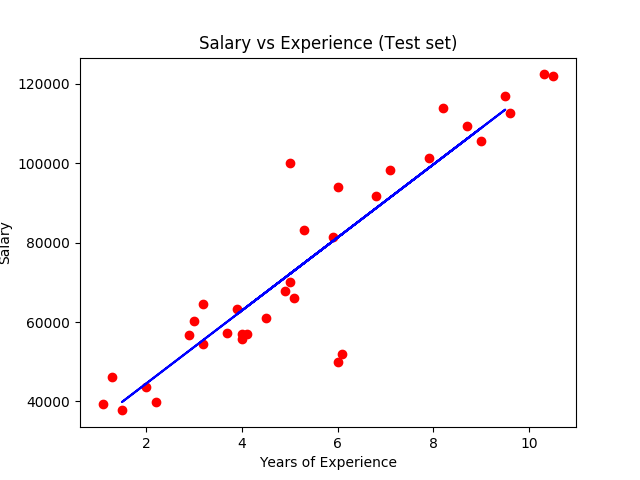 Salary vs Experience (Test set)
120000
100000
80000
60000
40000
Salary
2 4 6 8 10
Years of Experience